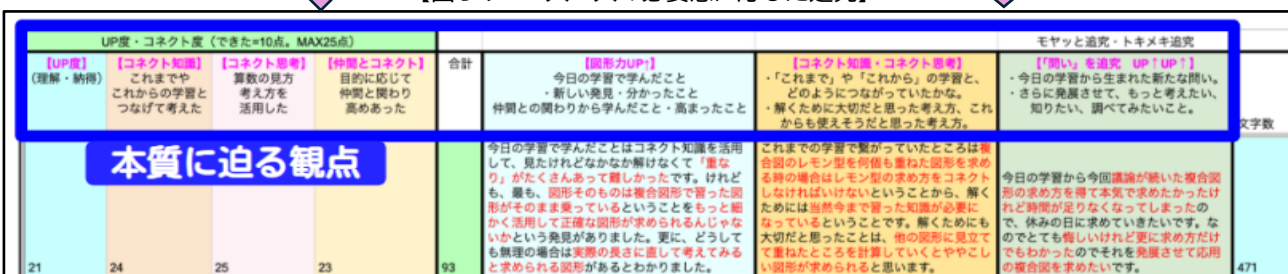 UP度・コネクト度(できた=10点。MAX25点)
モヤッと追究・トキメキ追究
【UP度】
(理解・納得)
【コネクト知識】
これまでや
これからの学習と
つなげて考えた
【コネクト思考】
算数の見方
考え方を
活用した
【仲間とコネクト】
目的に応じて
仲間と関わり
高めあった
合計
【図形力UP↑】
今日の学習で学んだこと
・新しい発見・分かったこと
仲間との関わりから学んだこと・高まったこと
【コネクト知識・コネクト思考】
・「これまで」や「これから」の学習と、
どのようにつながっていたかな。
・解くために大切だと思った考え方、これ
からも使えそうだと思った考え方。
【「問い」を追究 UP↑UP↑】
・今日の学習から生まれた新たな問い。
・さらに発展させて、もっと考えたい、
知りたい、調べてみたいこと。
文字数
本質に迫る観点
21
24
25
23
93
今日の学習で学んだことはコネクト知識を活用
して、見たけれどなかなか解けなくて「重な
り」がたくさんあって難しかったです。けれど
も、最も、図形そのものは複合図形で習った図
形がそのまま乗っているということをもっと細
かく活用して正確な図形が求められるんじゃな
いかという発見がありました。更に、どうして
も無理の場合は実際の長さに直して考えてみる
と求められる図形があるとわかりました。
これまでの学習で繋がっていたところは複
合図のレモン型を何個も重ねた図形を求め
る時の場合はレモン型の求め方をコネクト
しなければいけないということから、解く
ためには当然今まで習った知識が必要に
なっているということです。解くためにも
大切だと思ったことは、他の図形に見立て
て重ねたところを計算していくとややこし
い図形が求められると思います。
今日の学習から今回議論が続いた複合図
形の求め方を得て本気で求めたかったけ
れど時間が足りなくなってしまったの
で、休みの日に求めていきたいです。な
のでとても悔しいけれど更に求め方だけ
でもわかったのでそれを発展させて応用
の複合図を求めたいです。
471